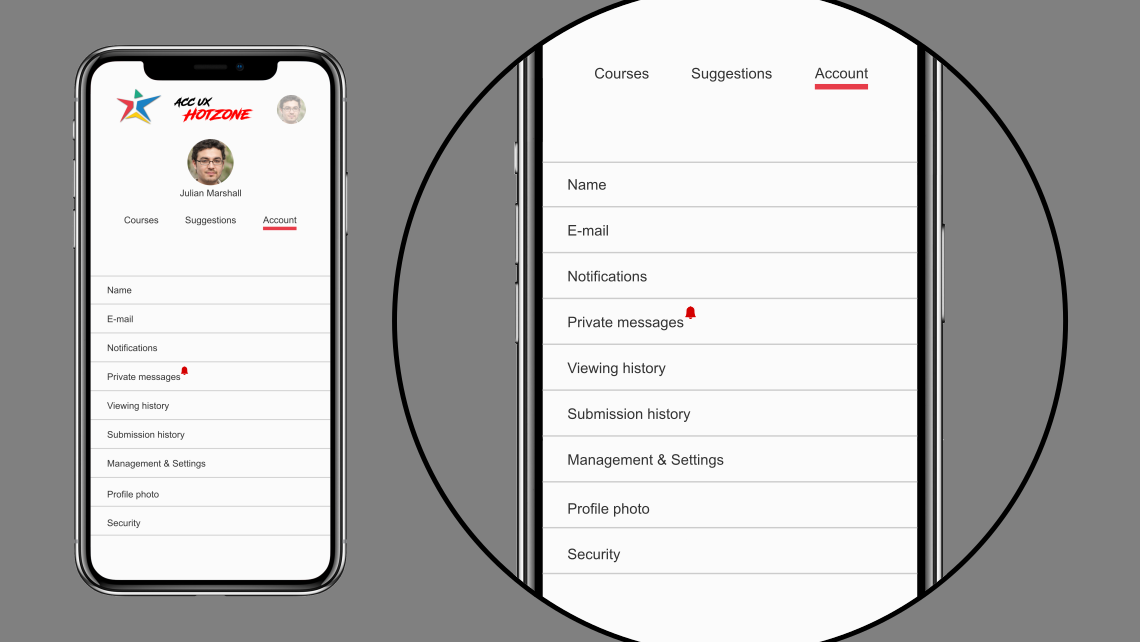 ACC UX
HOTZONE
Julian Marshall
Courses Suggestions Account
Name
E-mail
Notifications
Private messages
Viewing history
Submission history
Management & Settings
Profile photo
Security
Courses Suggestions Account
Name
E-mail
Notifications
Private messages
Viewing history
Submission history
Management & Settings
Profile photo
Security